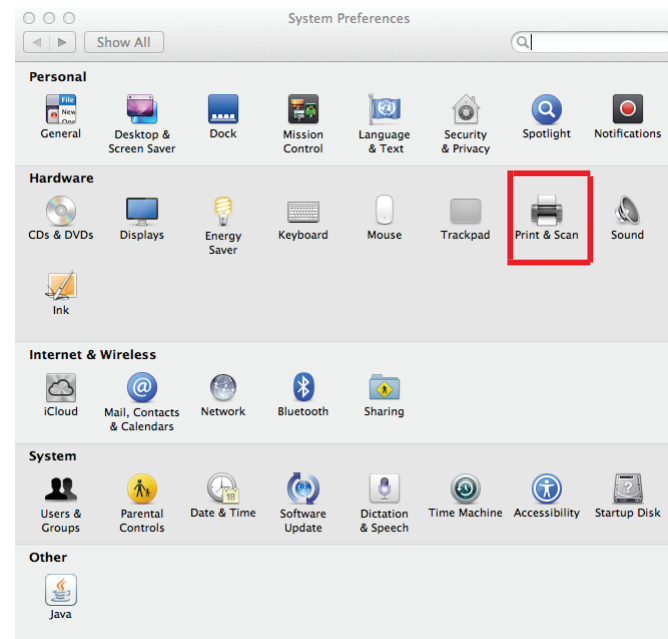 System Preferences
Show All
Personal
File
New
General
Desktop &
Screen Saver
Dock
Mission
Control
Language
& Text
Security
& Privacy
Spotlight
Notifications
Hardware
CDs & DVDs
Displays
Energy
Saver
Keyboard
Mouse
Trackpad
Print & Scan
Sound
Ink
Internet & Wireless
iCloud
Mail, Contacts
& Calendars
Network
Bluetooth
Sharing
System
18
Users &
Groups
Parental
Controls
Date & Time
Software
Update
Dictation
& Speech
Time Machine
Accessibility
Startup Disk
Other
Java